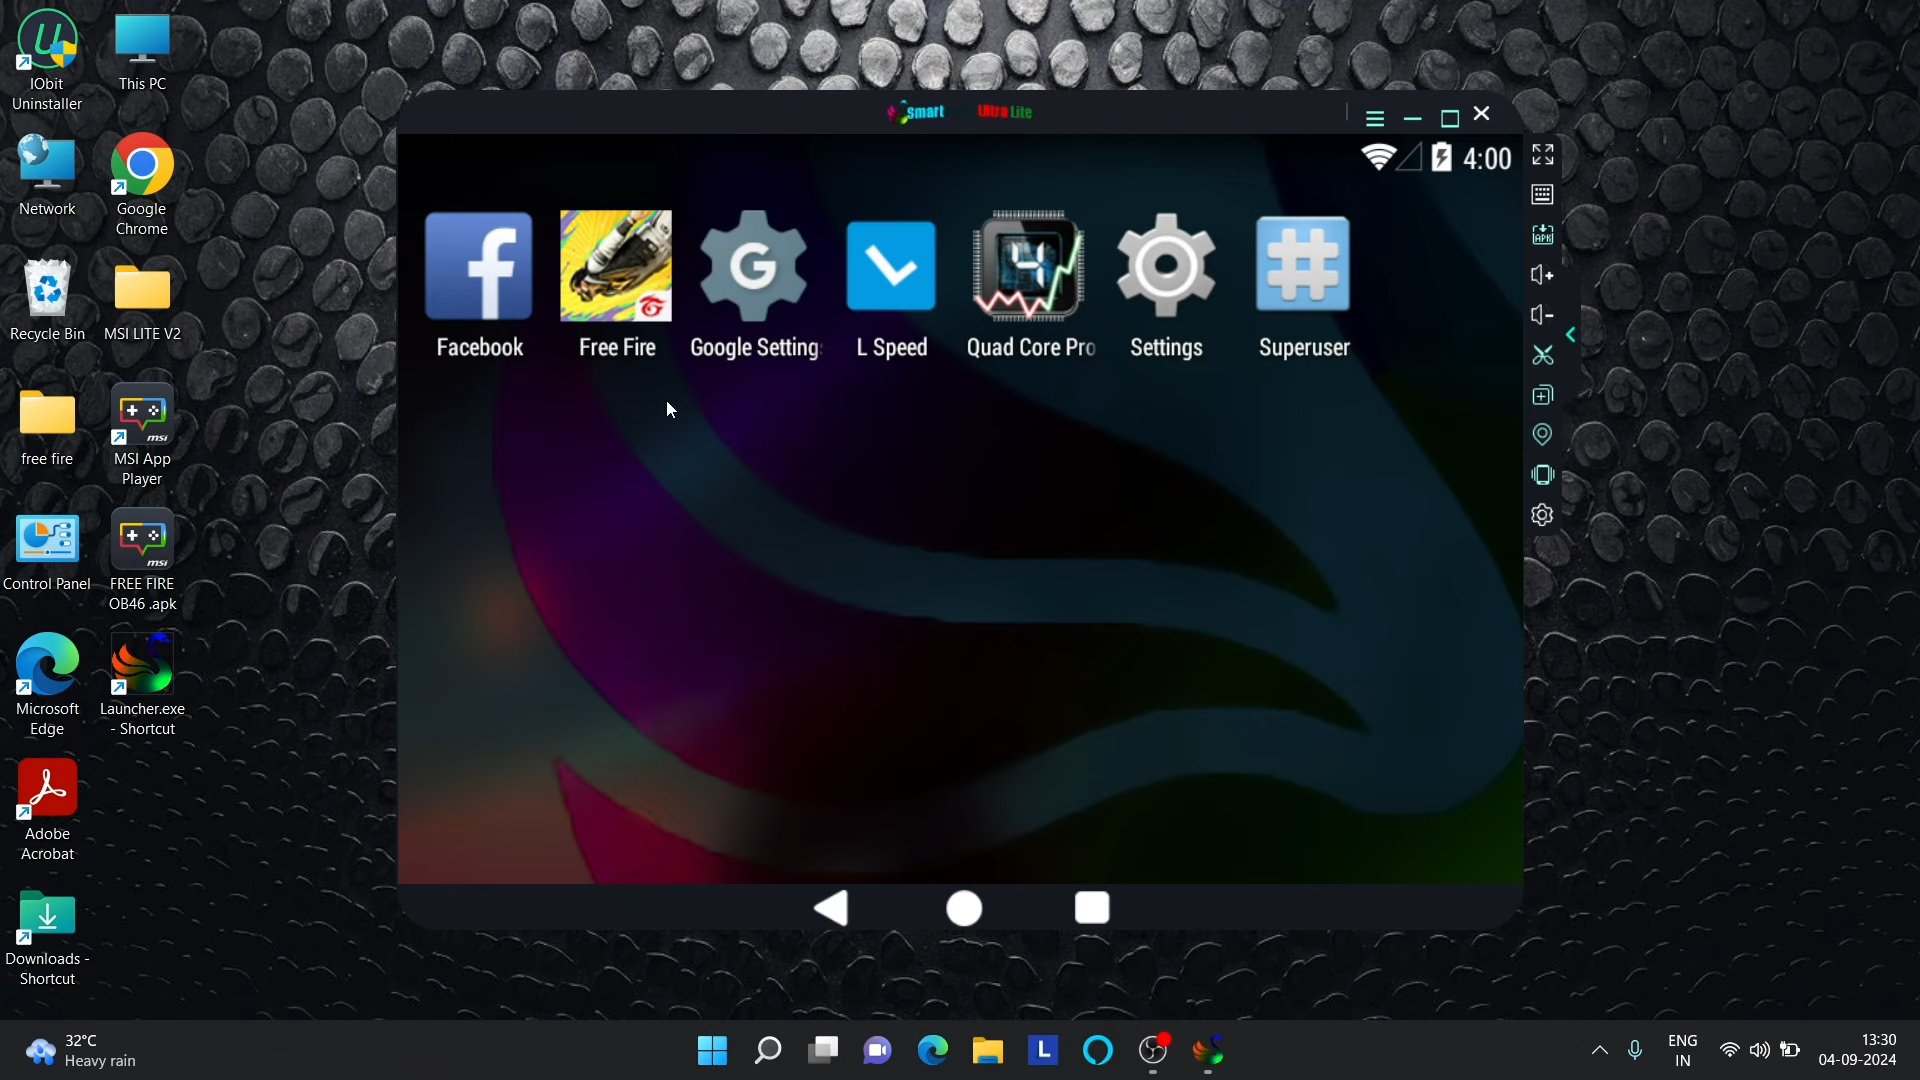 IObit
Uninstaller
This PC
Network
Google
Chrome
Recycle Bin
MSI LITE V2
free fire
MSI App
Player
Control Panel
FREE FIRE
OB46 .apk
Microsoft
Edge
Launcher.exe
- Shortcut
Adobe
Acrobat
Downloads -
Shortcut
smart Ultra Lite
4:00
Facebook
Free Fire
Google Setting
L Speed
Quad Core Pro
Settings
Superuser
APK
msi
msi
32°C
Heavy rain
ENG
IN
13:30
04-09-2024